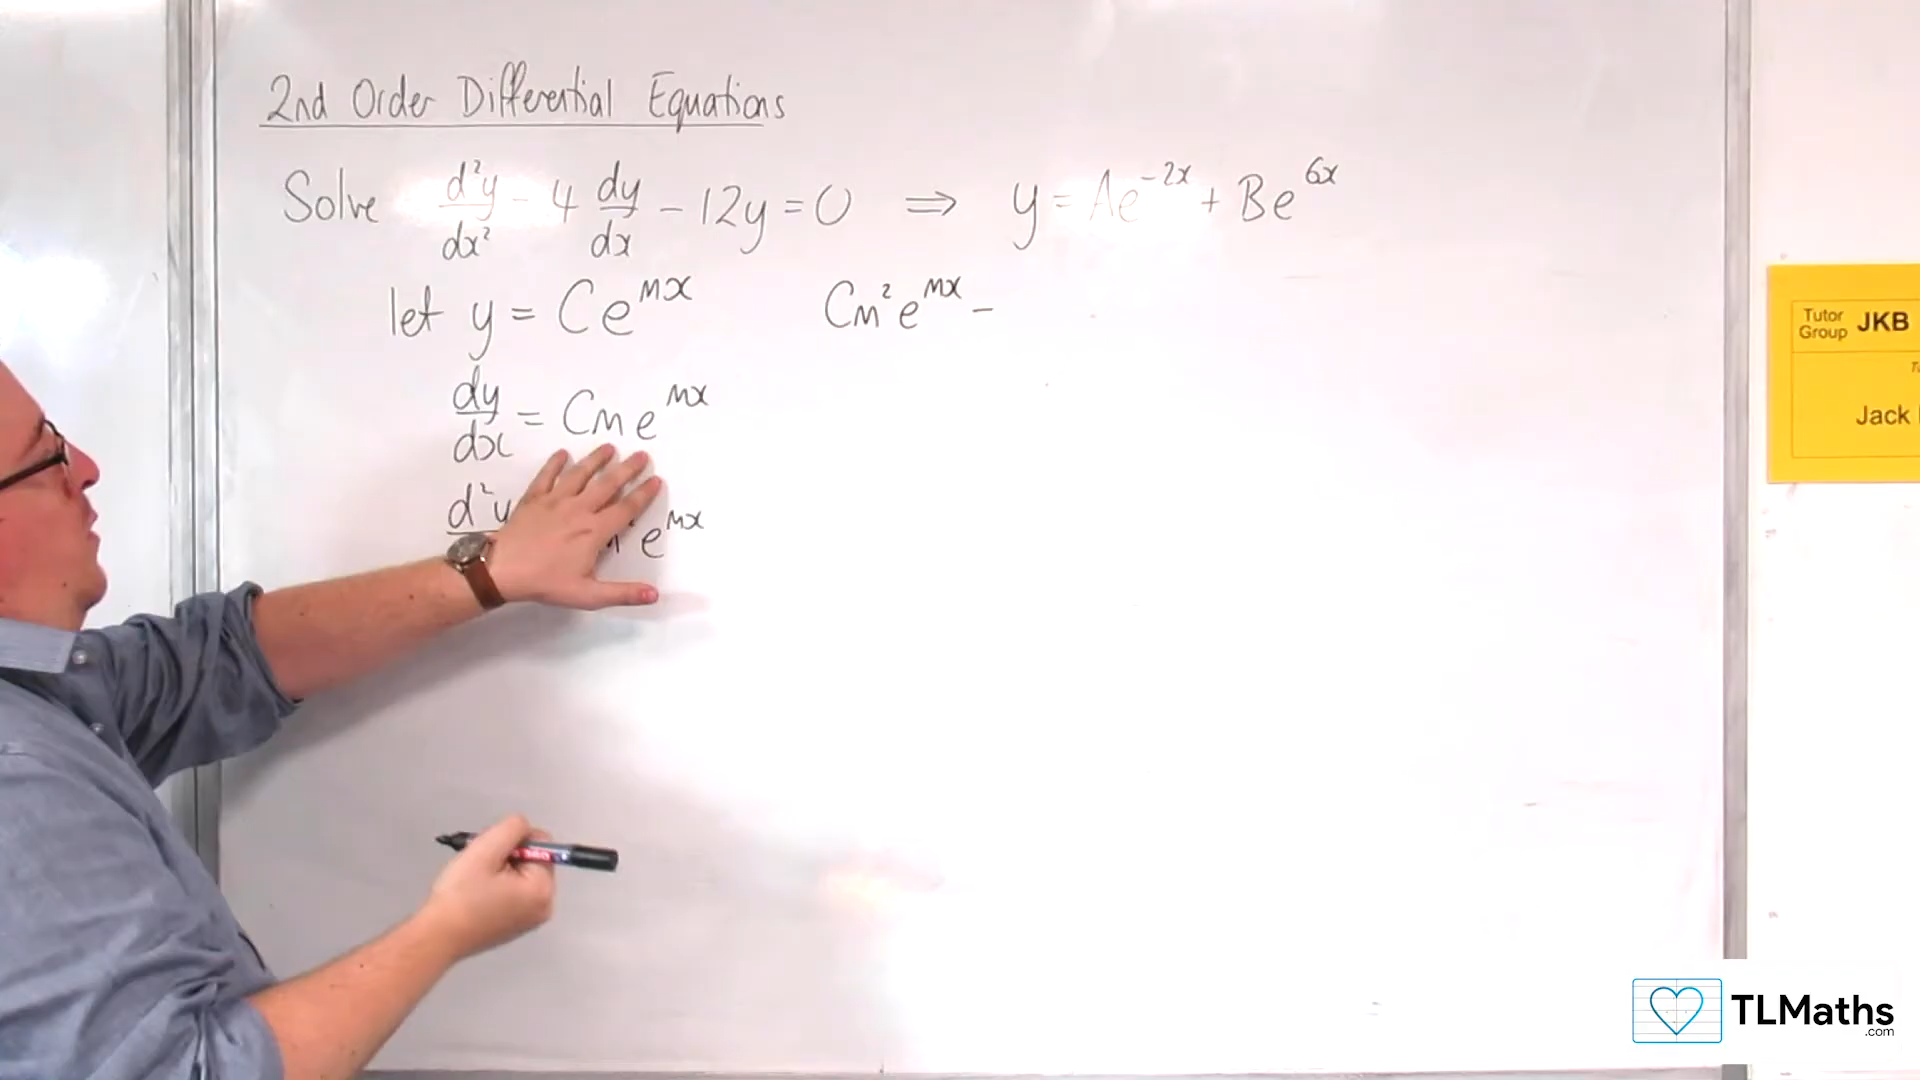 2nd Order Differential Equations
Solve d²y/dx² - 4 dy/dx - 12y = 0 ⇒ y = Ae^-2x + Be^6x
let y = Ce^mx
Cm²e^mx -
dy/dx = Cme^mx
d²y e^mx
Tutor Group JKB
Jack
TLMaths
.com